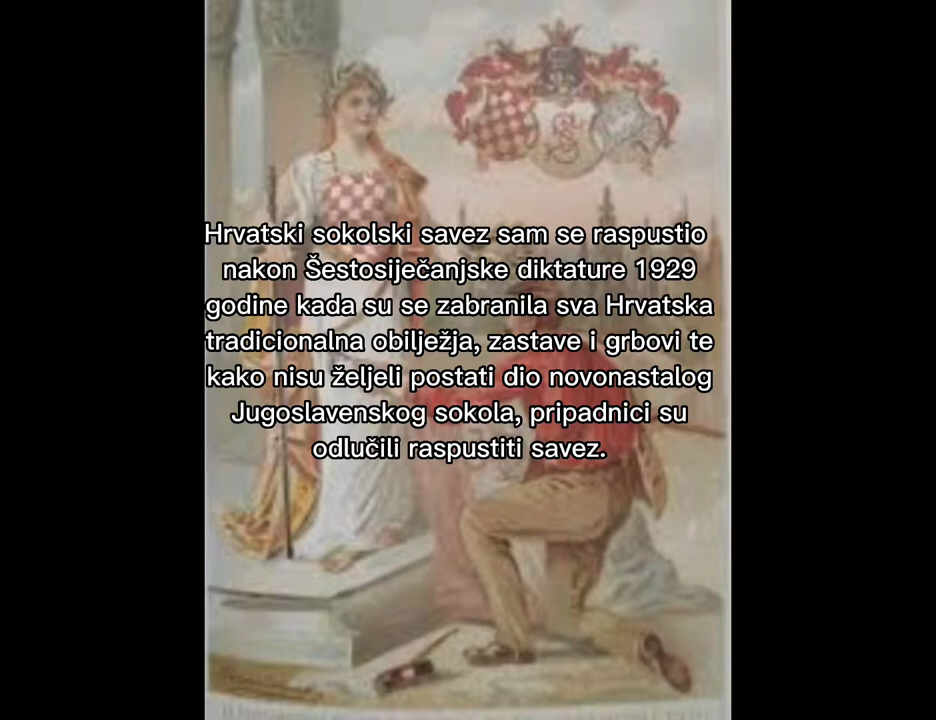 Hrvatski sokolski savez sam se raspustio
nakon Šestosiječanjske diktature 1929
godine kada su se zabranila sva Hrvatska
tradicionalna obilježja, zastave i grbovi te
kako nisu željeli postati dio novonastalog
Jugoslavenskog sokola, pripadnici su
odlučili raspustiti savez.